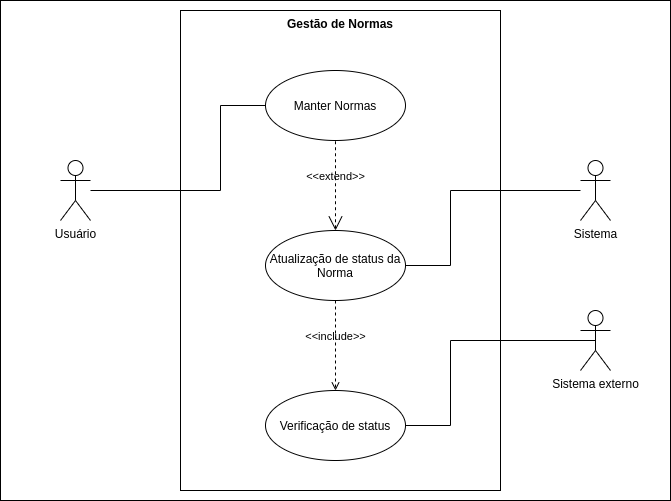 Gestão de Normas
Manter Normas
<<extend>>
Usuário
Sistema
Atualização de status da
Norma
<<include>>
Sistema externo
Verificação de status